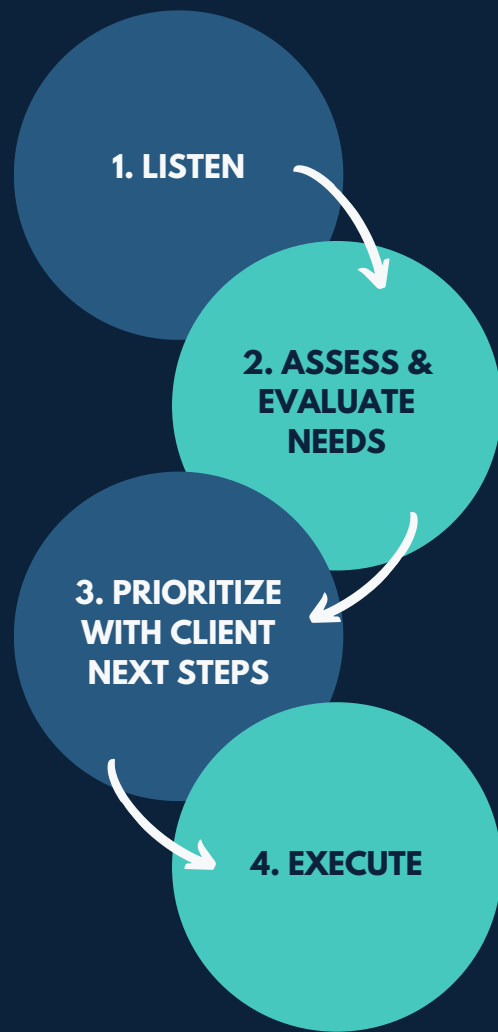 1. LISTEN
2. ASSESS &
EVALUATE
NEEDS
3. PRIORITIZE
WITH CLIENT
NEXT STEPS
4. EXECUTE